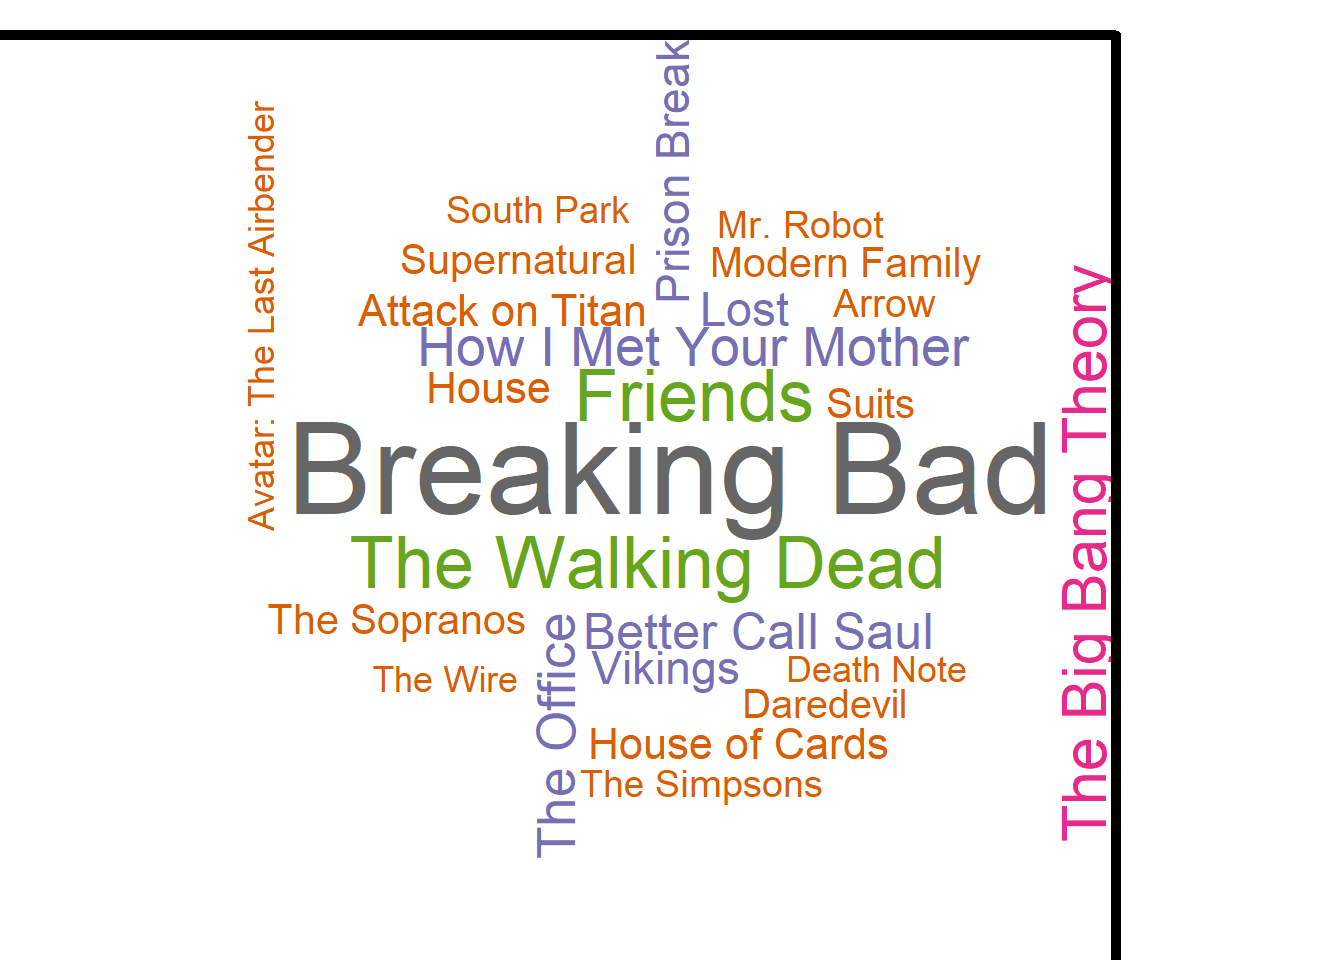 Prison Break
Avatar: The Last Airbender
South Park
Mr. Robot
Supernatural
Modern Family
Attack on Titan
Lost
Arrow
How I Met Your Mother
House
Friends
Suits
Breaking Bad
The Big Bang Theory
The Walking Dead
The Sopranos
The Office
Better Call Saul
Vikings
The Wire
Death Note
Daredevil
House of Cards
The Simpsons